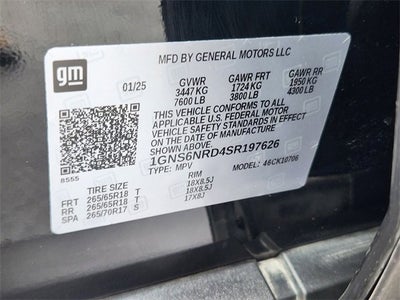 MFD BY GENERAL MOTORS LLC
gm
01/25 GVWR GAWR FRT GAWR RR
3447KG 1724 KG 1950 KG
7600 LB 3800 LB 4300 LB
THIS VEHICLE CONFORMS TO ALL
APPLICABLE U.S. FEDERAL MOTOR
VEHICLE SAFETY STANDARDS IN
EFFECT ON THE DATE OF
MANUFACTURE SHOWN ABOVE.
1GNS6NRD4SR197626
8555 TYPE: MPV MODEL: 46CK10706
TIRE SIZE RIM
FRT 265/65R18 T 18X8.5J
RR 265/65R18 T 18X8.5J
SP 265/70R17 S 17X8J